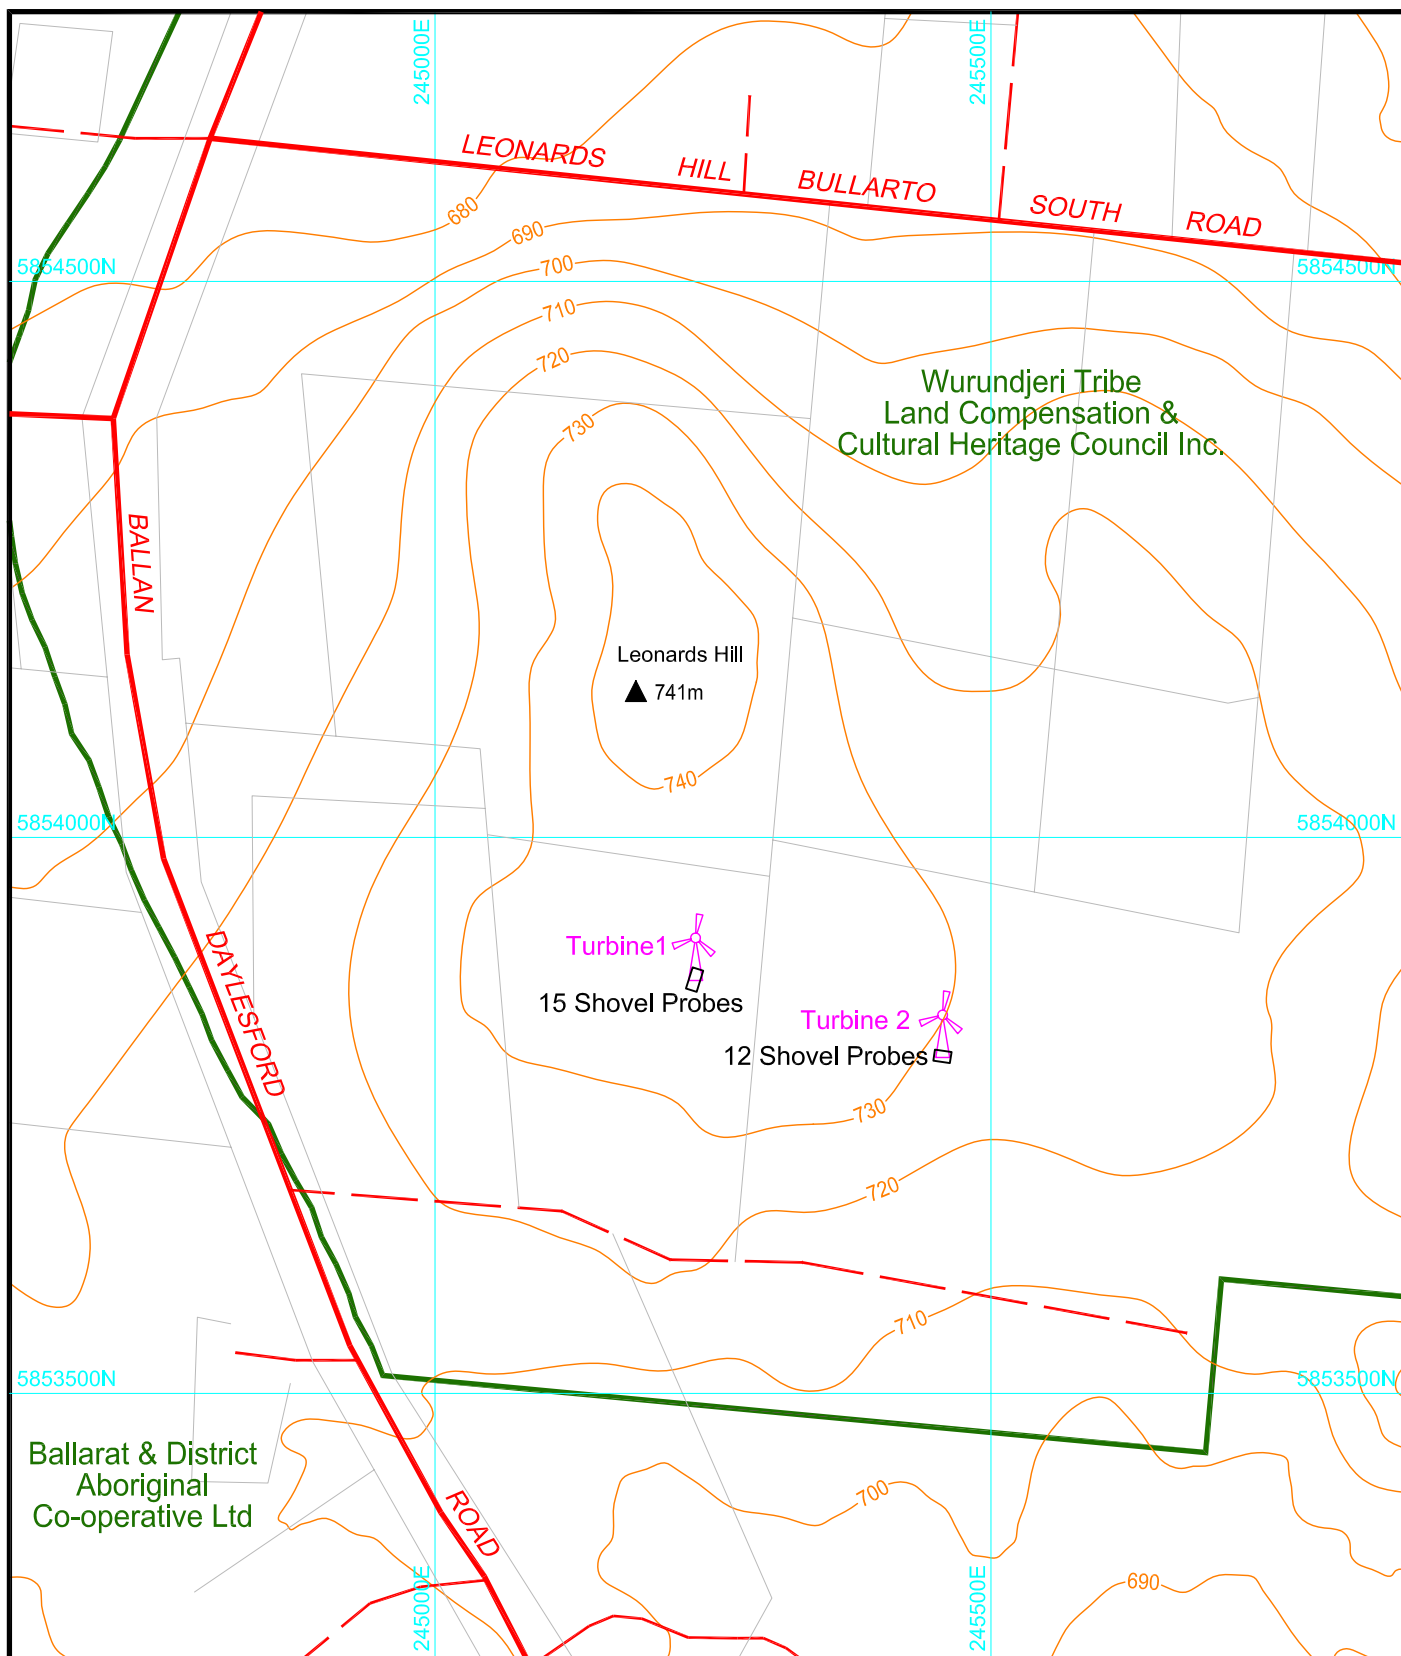 245000E
245500E
LEONARDS HILL BULLARTO SOUTH ROAD
680
690
5854500N
5854500N
700
710
720
Wurundjeri Tribe
Land Compensation &
Cultural Heritage Council Inc.
730
BALLAN
Leonards Hill
741m
740
5854000N
5854000N
DAYLESFORD
Turbine1
15 Shovel Probes
Turbine 2
12 Shovel Probes
730
720
710
5853500N
5853500N
Ballarat & District
Aboriginal
Co-operative Ltd
700
ROAD
690
245000E
245500E